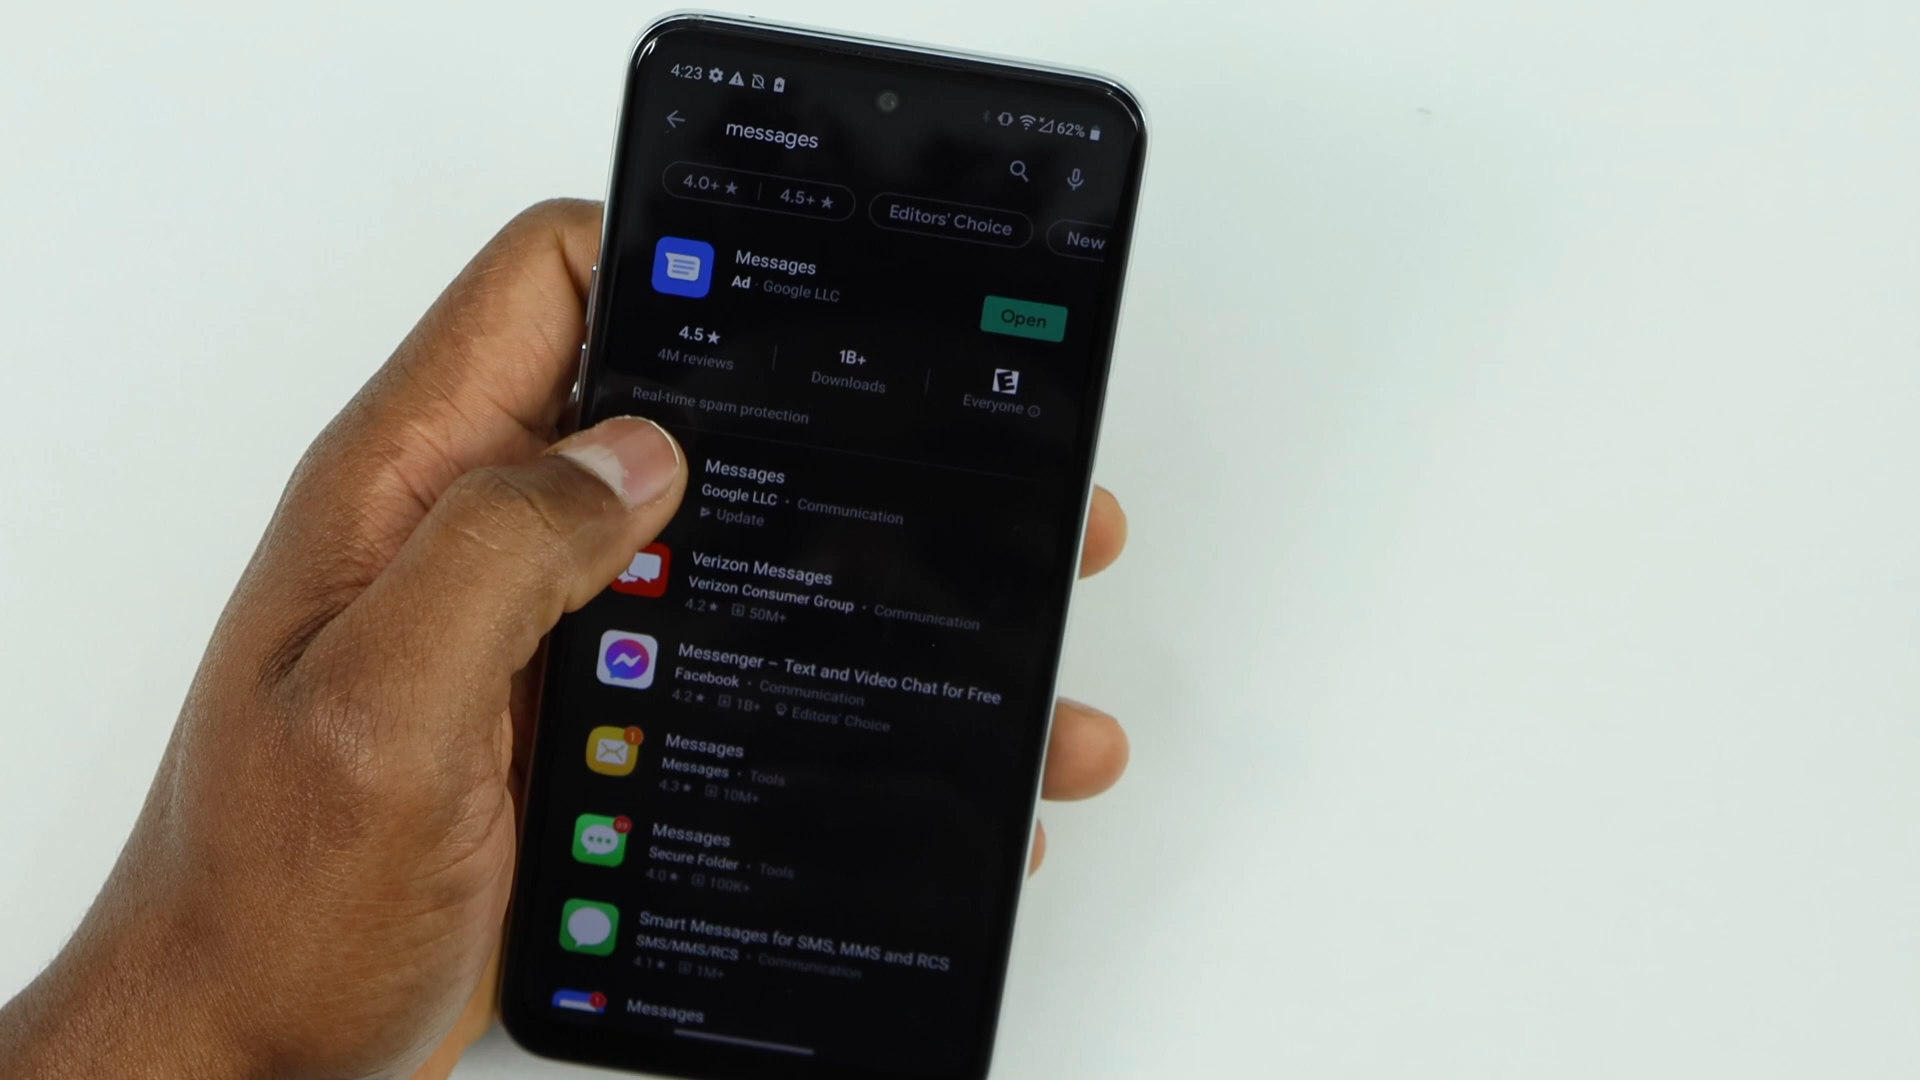 4:23
62%
messages
4.0+ ★ 4.5+ ★ Editors' Choice New
Messages
Ad · Google LLC
Open
4.5 ★ 1B+ E
4M reviews Downloads Everyone
Real-time spam protection
Messages
Google LLC · Communication
Update
Verizon Messages
Verizon Consumer Group · Communication
4.2 ★ 50M+
Messenger – Text and Video Chat for Free
Facebook · Communication
4.2 ★ 1B+ Editors' Choice
1
Messages
Messages · Tools
4.3 ★ 10M+
Messages
Secure Folder · Tools
4.0 ★ 100K+
Smart Messages for SMS, MMS and RCS
SMS/MMS/RCS · Communication
4.1 ★ 1M+
1
Messages